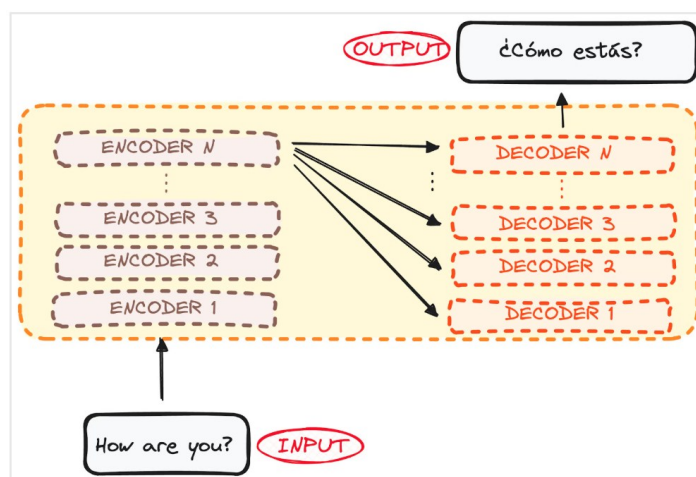 OUTPUT
¿Cómo estás?
ENCODER N
ENCODER 3
ENCODER 2
ENCODER 1
DECODER N
DECODER 3
DECODER 2
DECODER 1
How are you?
INPUT